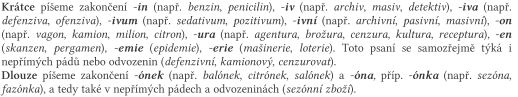 Krátce píšeme zakončení -in (např. benzin, penicilin), -iv (např. archiv, masiv, detektiv), -iva (např.
defenziva, ofenziva), -ivum (např. sedativum, pozitivum), -ivní (např. archivní, pasivní, masivní), -on
(např. vagon, kamion, milion, citron), -ura (např. agentura, brožura, cenzura, kultura, receptura), -en
(skanzen, pergamen), -emie (epidemie), -erie (mašinerie, loterie). Toto psaní se samozřejmě týká i
nepřímých pádů nebo odvozenin (defenzivní, kamionový, cenzurovat).
Dlouze píšeme zakončení -ónek (např. balónek, citrónek, salónek) a -óna, příp. -ónka (např. sezóna,
fazónka), a tedy také v nepřímých pádech a odvozeninách (sezónní zboží).